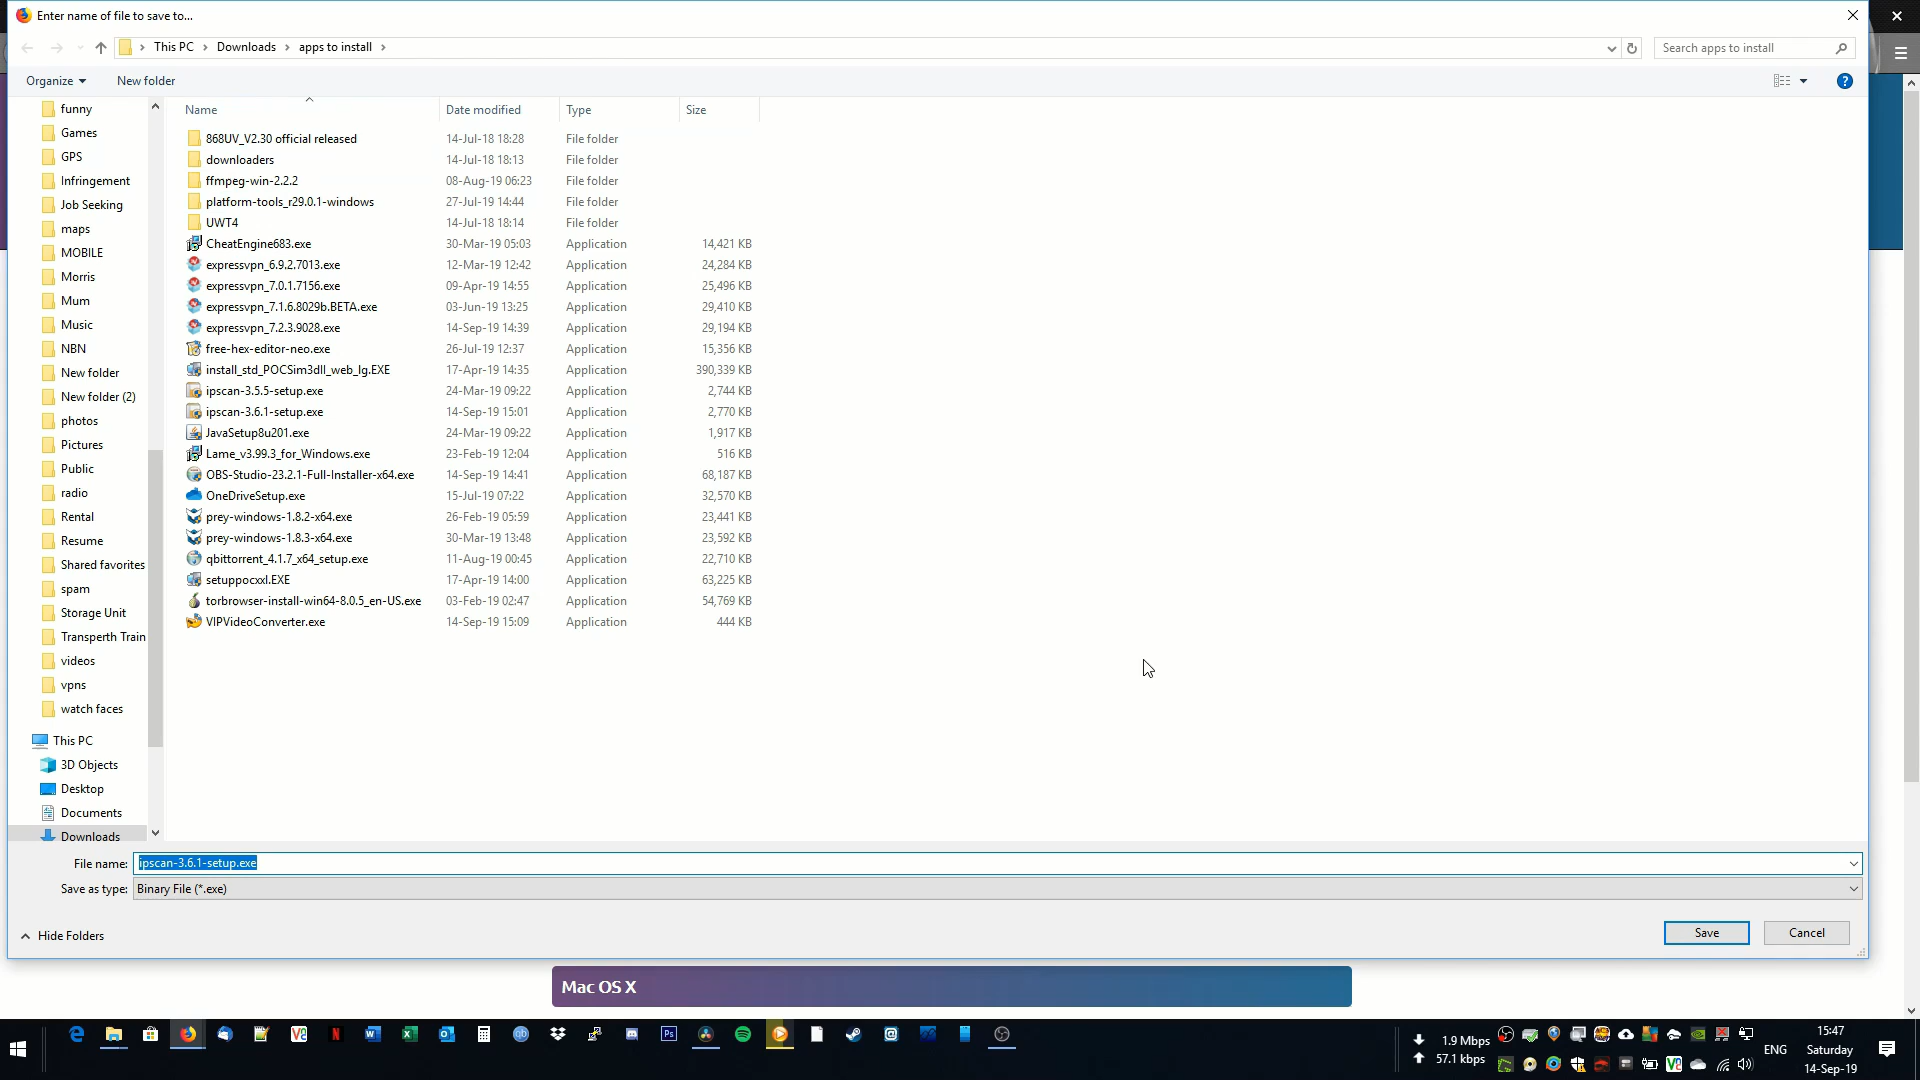 Enter name of file to save to...
This PC > Downloads > apps to install >
Search apps to install
Organize
New folder
funny
Games
GPS
Infringement
Job Seeking
maps
MOBILE
Morris
Mum
Music
NBN
New folder
New folder (2)
photos
Pictures
Public
radio
Rental
Resume
Shared favorites
spam
Storage Unit
Transperth Train
videos
vpns
watch faces
This PC
3D Objects
Desktop
Documents
Downloads
Name Date modified Type Size
868UV_V2.30 official released 14-Jul-18 18:28 File folder
downloaders 14-Jul-18 18:13 File folder
ffmpeg-win-2.2.2 08-Aug-19 06:23 File folder
platform-tools_r29.0.1-windows 27-Jul-19 14:44 File folder
UWT4 14-Jul-18 18:14 File folder
CheatEngine683.exe 30-Mar-19 05:03 Application 14,421 KB
expressvpn_6.9.2.7013.exe 12-Mar-19 12:42 Application 24,284 KB
expressvpn_7.0.1.7156.exe 09-Apr-19 14:55 Application 25,496 KB
expressvpn_7.1.6.8029b.BETA.exe 03-Jun-19 13:25 Application 29,410 KB
expressvpn_7.2.3.9028.exe 14-Sep-19 14:39 Application 29,194 KB
free-hex-editor-neo.exe 26-Jul-19 12:37 Application 15,356 KB
install_std_POCSim3dll_web_lg.EXE 17-Apr-19 14:35 Application 390,339 KB
ipscan-3.5.5-setup.exe 24-Mar-19 09:22 Application 2,744 KB
ipscan-3.6.1-setup.exe 14-Sep-19 15:01 Application 2,770 KB
JavaSetup8u201.exe 24-Mar-19 09:22 Application 1,917 KB
Lame_v3.99.3_for_Windows.exe 23-Feb-19 12:04 Application 516 KB
OBS-Studio-23.2.1-Full-Installer-x64.exe 14-Sep-19 14:41 Application 68,187 KB
OneDriveSetup.exe 15-Jul-19 07:22 Application 32,570 KB
prey-windows-1.8.2-x64.exe 26-Feb-19 05:59 Application 23,441 KB
prey-windows-1.8.3-x64.exe 30-Mar-19 13:48 Application 23,592 KB
qbittorrent_4.1.7_x64_setup.exe 11-Aug-19 00:45 Application 22,710 KB
setuppocxxl.EXE 17-Apr-19 14:00 Application 63,225 KB
torbrowser-install-win64-8.0.5_en-US.exe 03-Feb-19 02:47 Application 54,769 KB
VIPVideoConverter.exe 14-Sep-19 15:09 Application 444 KB
File name: ipscan-3.6.1-setup.exe
Save as type: Binary File (*.exe)
Hide Folders
Save
Cancel
Mac OS X
1.9 Mbps
57.1 kbps
ENG
15:47
Saturday
14-Sep-19